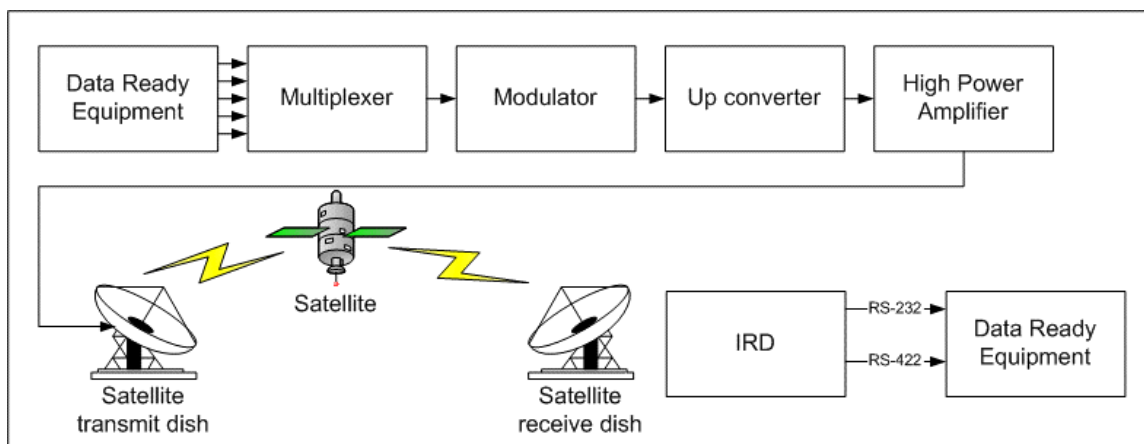 Data Ready
Equipment
Multiplexer
Modulator
Up converter
High Power
Amplifier
Satellite
Satellite
transmit dish
Satellite
receive dish
IRD
RS-232
RS-422
Data Ready
Equipment